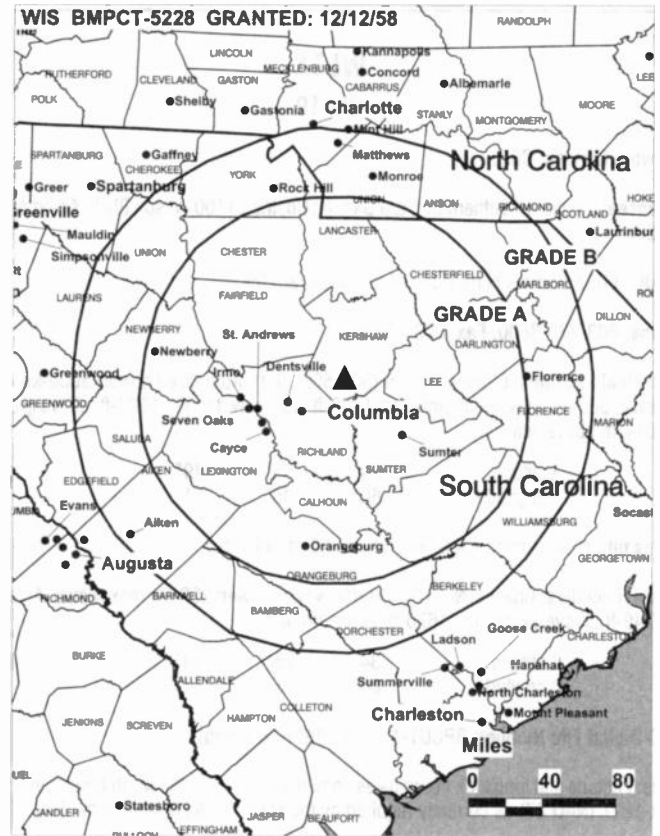 WIS BMPCT-5228 GRANTED: 12/12/58
RANDOLPH
LINCOLN
Kannapolis
MECKLENBURG
Concord
CABARRUS
RUTHERFORD
CLEVELAND
GASTON
Albemarle
LEE
POLK
Shelby
Gastonia
Charlotte
STANLY
MONTGOMERY
MOORE
Mint Hill
Matthews
SPARTANBURG
Gaffney
CHEROKEE
YORK
North Carolina
Greer
Spartanburg
Rock Hill
Monroe
UNION
ANSON
RICHMOND
HOKE
SCOTLAND
Greenville
Mauldin
Simpsonville
UNION
CHESTER
LANCASTER
Laurinburg
GRADE B
CHESTERFIELD
MARLBORO
LAURENS
FAIRFIELD
GRADE A
DILLON
NEWBERRY
St. Andrews
KERSHAW
DARLINGTON
Newberry
Irmo
Dentsville
LEE
Florence
Greenwood
GREENWOOD
Columbia
FLORENCE
MARION
Seven Oaks
SALUDA
Cayce
RICHLAND
Sumter
AIKEN
LEXINGTON
SUMTER
EDGEFIELD
South Carolina
CALHOUN
Evans
WILLIAMSBURG
Aiken
Orangeburg
GEORGETOWN
Augusta
ORANGEBURG
BERKELEY
RICHMOND
BARNWELL
BAMBERG
DORCHESTER
Goose Creek
CHARLESTON
Ladson
BURKE
Hanahan
ALLENDALE
Summerville
North Charleston
COLLETON
Mount Pleasant
JENKINS
SCREVEN
HAMPTON
Charleston
Miles
0 40 80
Statesboro
CANDLER
EFFINGHAM
JASPER
BEAUFORT